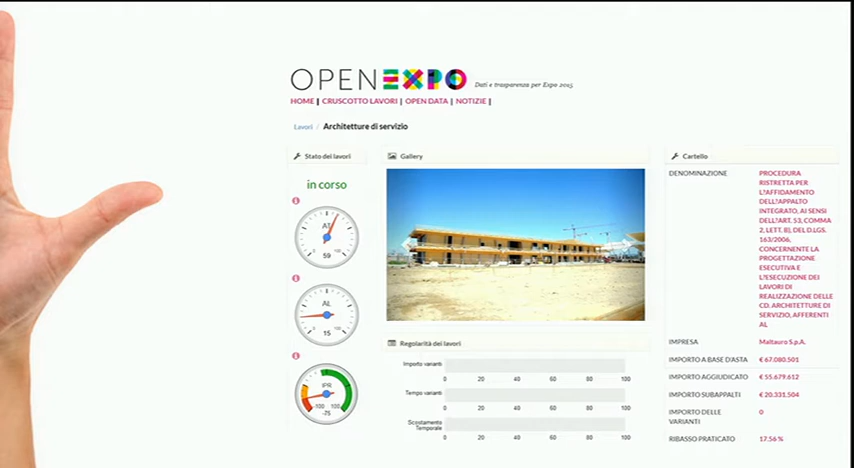 OPENEXPO Dati e trasparenza per Expo 2015
HOME | CRUSCOTTO LAVORI | OPEN DATA | NOTIZIE |
Lavori / Architetture di servizio
Stato dei lavori
in corso
AT
59
AL
15
IPR
-100 100
-75
Gallery
Regolarità dei lavori
Importo varianti
0 20 40 60 80 100
Tempo varianti
0 20 40 60 80 100
Scostamento
Temporale
0 20 40 60 80 100
Cartello
DENOMINAZIONE
PROCEDURA
RISTRETTA PER
L?AFFIDAMENTO
DELL?APPALTO
INTEGRATO, AI SENSI
DELL?ART. 53, COMMA
2, LETT. B), DEL D.LGS.
163/2006,
CONCERNENTE LA
PROGETTAZIONE
ESECUTIVA E
L?ESECUZIONE DEI
LAVORI DI
REALIZZAZIONE DELLE
CD. ARCHITETTURE DI
SERVIZIO, AFFERENTI
AL
IMPRESA Maltauro S.p.A.
IMPORTO A BASE D'ASTA € 67.080.501
IMPORTO AGGIUDICATO € 55.679.612
IMPORTO SUBAPPALTI € 20.331.504
IMPORTO DELLE
VARIANTI
0
RIBASSO PRATICATO 17.56 %